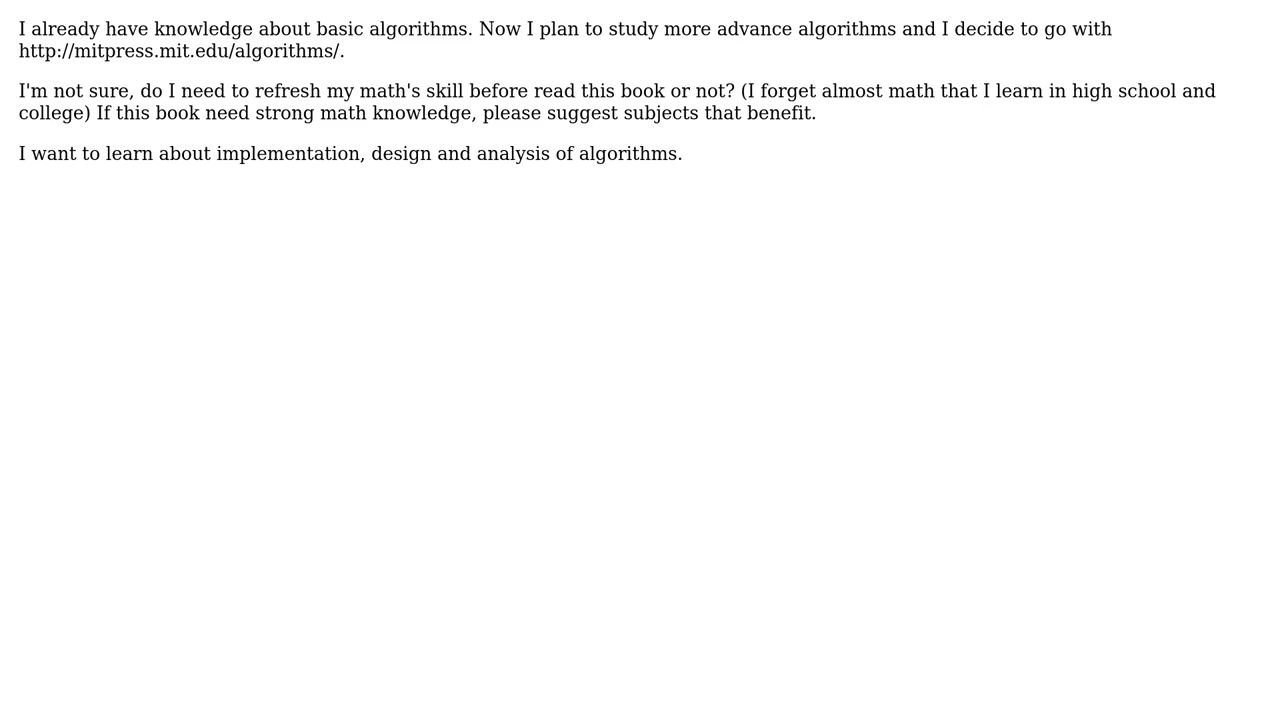 I already have knowledge about basic algorithms. Now I plan to study more advance algorithms and I decide to go with
http://mitpress.mit.edu/algorithms/.
I'm not sure, do I need to refresh my math's skill before read this book or not? (I forget almost math that I learn in high school and
college) If this book need strong math knowledge, please suggest subjects that benefit.
I want to learn about implementation, design and analysis of algorithms.